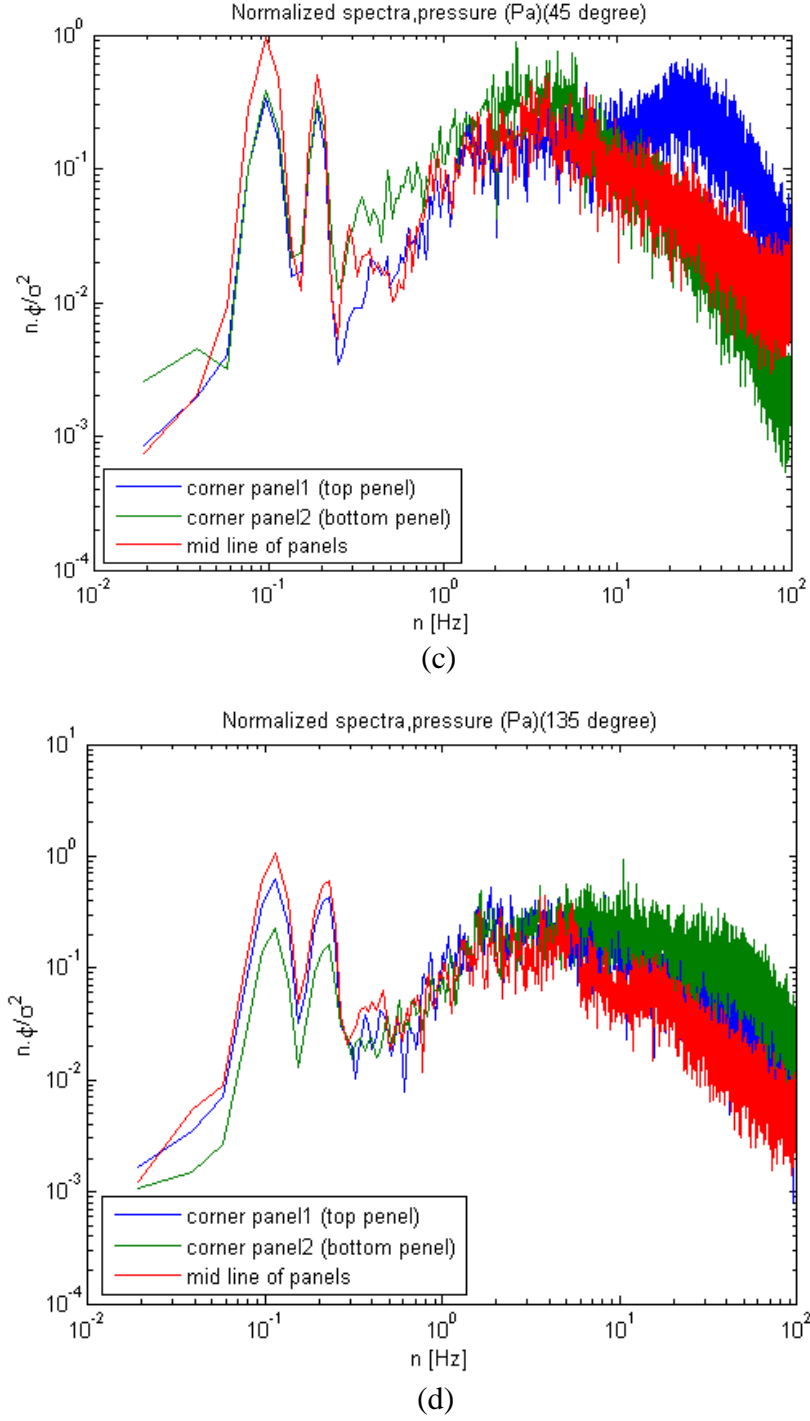 Normalized spectra,pressure (Pa)(45 degree)
10^0
10^-1
10^-2
10^-3
10^-4
n.ϕ/σ^2
corner panel1 (top penel)
corner panel2 (bottom penel)
mid line of panels
10^-2 10^-1 10^0 10^1 10^2
n [Hz]
(c)
Normalized spectra,pressure (Pa)(135 degree)
10^1
10^0
10^-1
10^-2
10^-3
10^-4
n.ϕ/σ^2
corner panel1 (top penel)
corner panel2 (bottom penel)
mid line of panels
10^-2 10^-1 10^0 10^1 10^2
n [Hz]
(d)